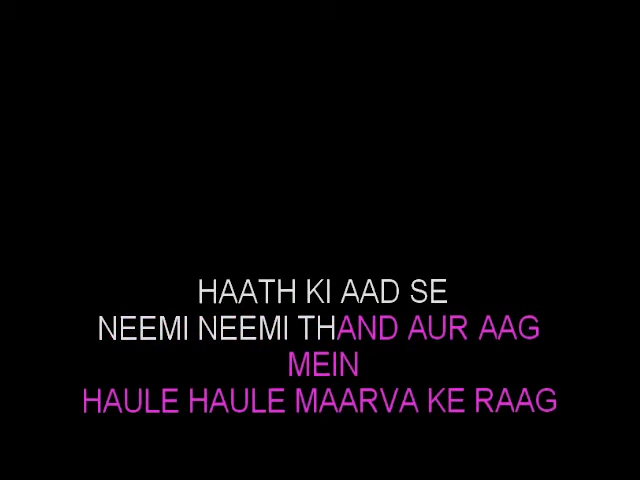 HAATH KI AAD SE
NEEMI NEEMI THAND AUR AAG
MEIN
HAULE HAULE MAARVA KE RAAG